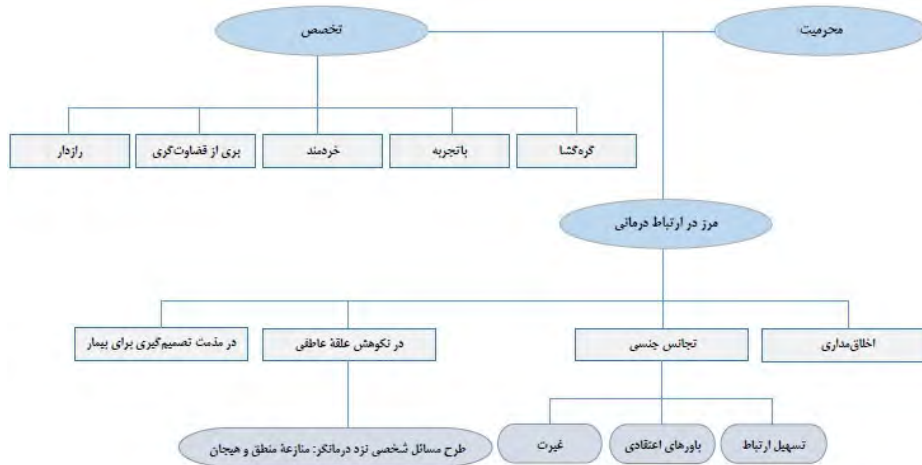 محرمیت
تخصص
گره‌گشا
باتجربه
خردمند
بری از قضاوت‌گری
رازدار
مرز در ارتباط درمانی
اخلاق‌مداری
تجانس جنسی
در نکوهش علقهٔ عاطفی
در مذمت تصمیم‌گیری برای بیمار
تسهیل ارتباط
باورهای اعتقادی
غیرت
طرح مسائل شخصی نزد درمانگر: منازعهٔ منطق و هیجان